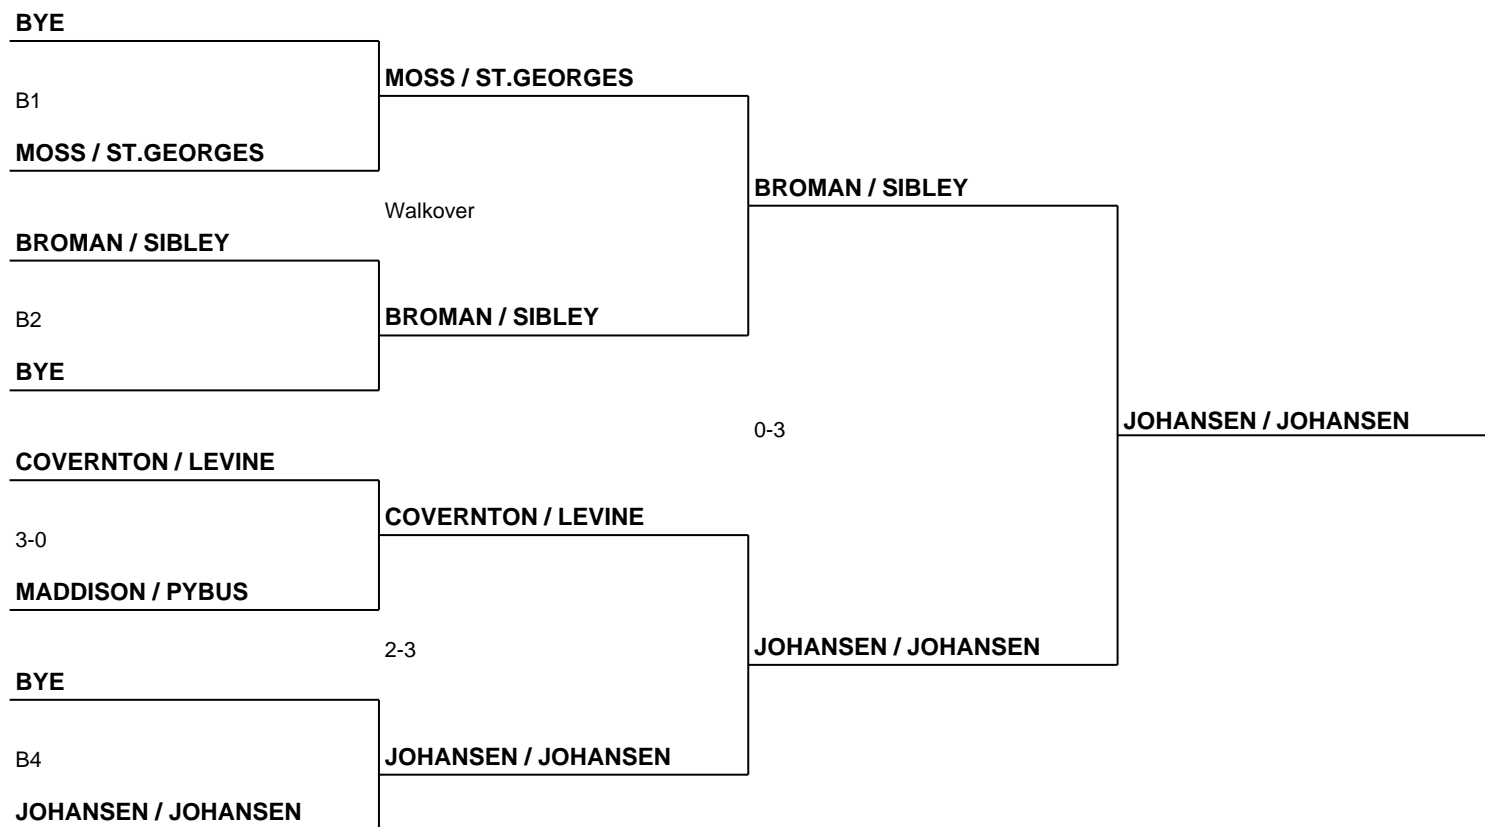 BYE
B1
MOSS / ST.GEORGES
BROMAN / SIBLEY
B2
BYE
COVERNTON / LEVINE
3-0
MADDISON / PYBUS
BYE
B4
JOHANSEN / JOHANSEN
MOSS / ST.GEORGES
Walkover
BROMAN / SIBLEY
COVERNTON / LEVINE
2-3
JOHANSEN / JOHANSEN
BROMAN / SIBLEY
0-3
JOHANSEN / JOHANSEN
JOHANSEN / JOHANSEN